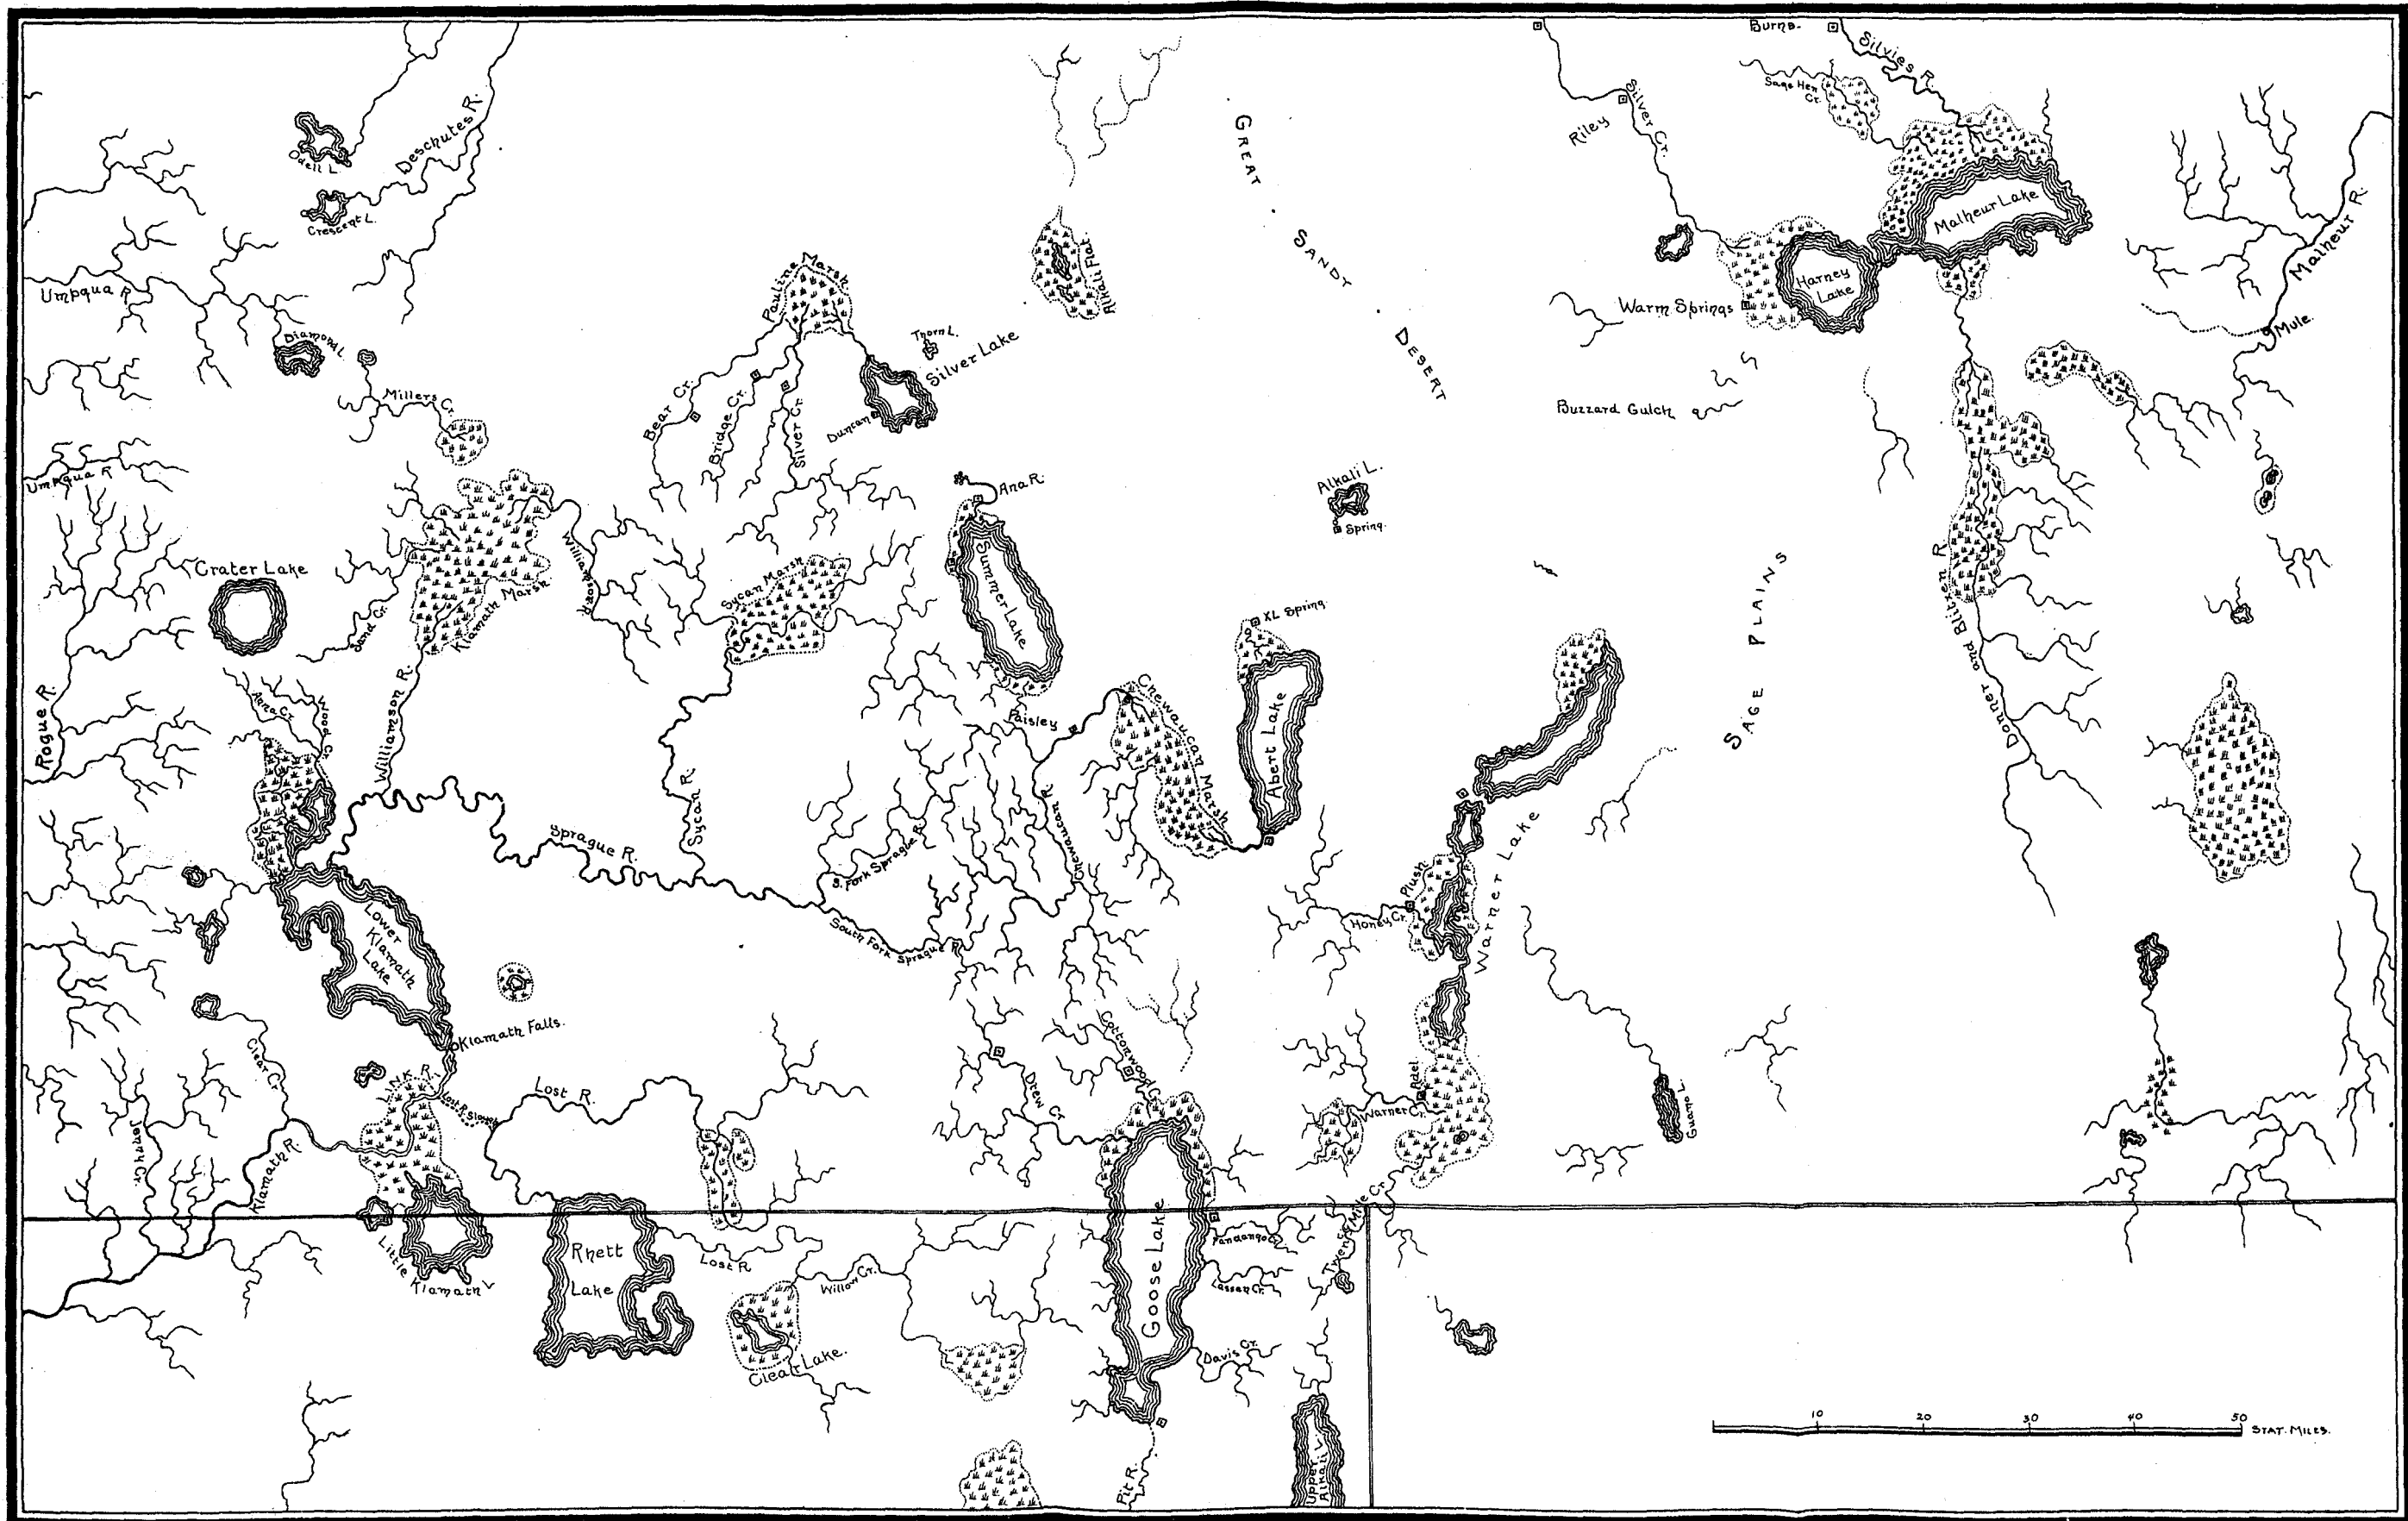 Burns.
Silvies R.
Sage Hen
Cr.
Silver Cr.
Riley
GREAT SANDY DESERT
Odell L.
Deschutes R.
Crescent L.
Malheur Lake
Malheur R.
Harney
Lake
Warm Springs
Mule.
Umpqua R.
Diamond L.
Pauline Marsh
Alkali Flat
Thorn L.
Silver Lake
Millers Cr.
Bear Cr.
Bridge Cr.
Silver Cr.
Duncan
Buzzard Gulch
Umpqua R
Ana R.
Alkali L.
Spring.
Williamson R.
Summer Lake
Sycan Marsh
Crater Lake
Sand Cr.
Klamath Marsh
XL Spring.
SAGE PLAINS
Donner and Blitzen R.
Rogue R.
Anna Cr.
Wood Cr.
Williamson R.
Paisley
Chewaucan Marsh
Abert Lake
Sycan R.
Sprague R.
S. Fork Sprague R.
Chewaucan R.
South Fork Sprague R.
Warner Lake
Plush
Honey Cr.
Lower
Klamath
Lake
Klamath Falls.
Clear Cr.
Lost R.
Lost R. Slough
Cottonwood Cr.
Drew Cr.
Adel
Warner Cr.
Guano L.
Jenny Cr.
Klamath R.
Little Klamath L
Rhett
Lake
Lost R
Willow Cr.
Clear Lake.
Goose Lake
Fandango Cr.
Lassen Cr.
Twenty Mile Cr.
Davis Cr.
Pit R.
Upper
Alkali L.
10 20 30 40 50
STAT. MILES.